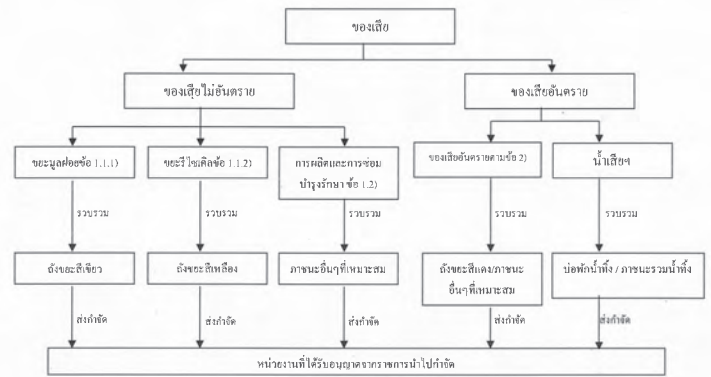 ของเสีย
ของเสียไม่อันตราย
ของเสียอันตราย
ขยะมูลฝอยข้อ 1.1.1)
ขยะรีไซเคิลข้อ 1.1.2)
การผลิตและการซ่อม
บำรุงรักษา ข้อ 1.2)
ของเสียอันตรายตามข้อ 2)
น้ำเสียฯ
รวบรวม
รวบรวม
รวบรวม
รวบรวม
รวบรวม
ถังขยะสีเขียว
ถังขยะสีเหลือง
ภาชนะอื่นๆที่เหมาะสม
ถังขยะสีแดง/ภาชนะ
อื่นๆที่เหมาะสม
บ่อพักน้ำทิ้ง / ภาชนะรวมน้ำทิ้ง
ส่งกำจัด
ส่งกำจัด
ส่งกำจัด
ส่งกำจัด
ส่งกำจัด
หน่วยงานที่ได้รับอนุญาตจากราชการนำไปกำจัด